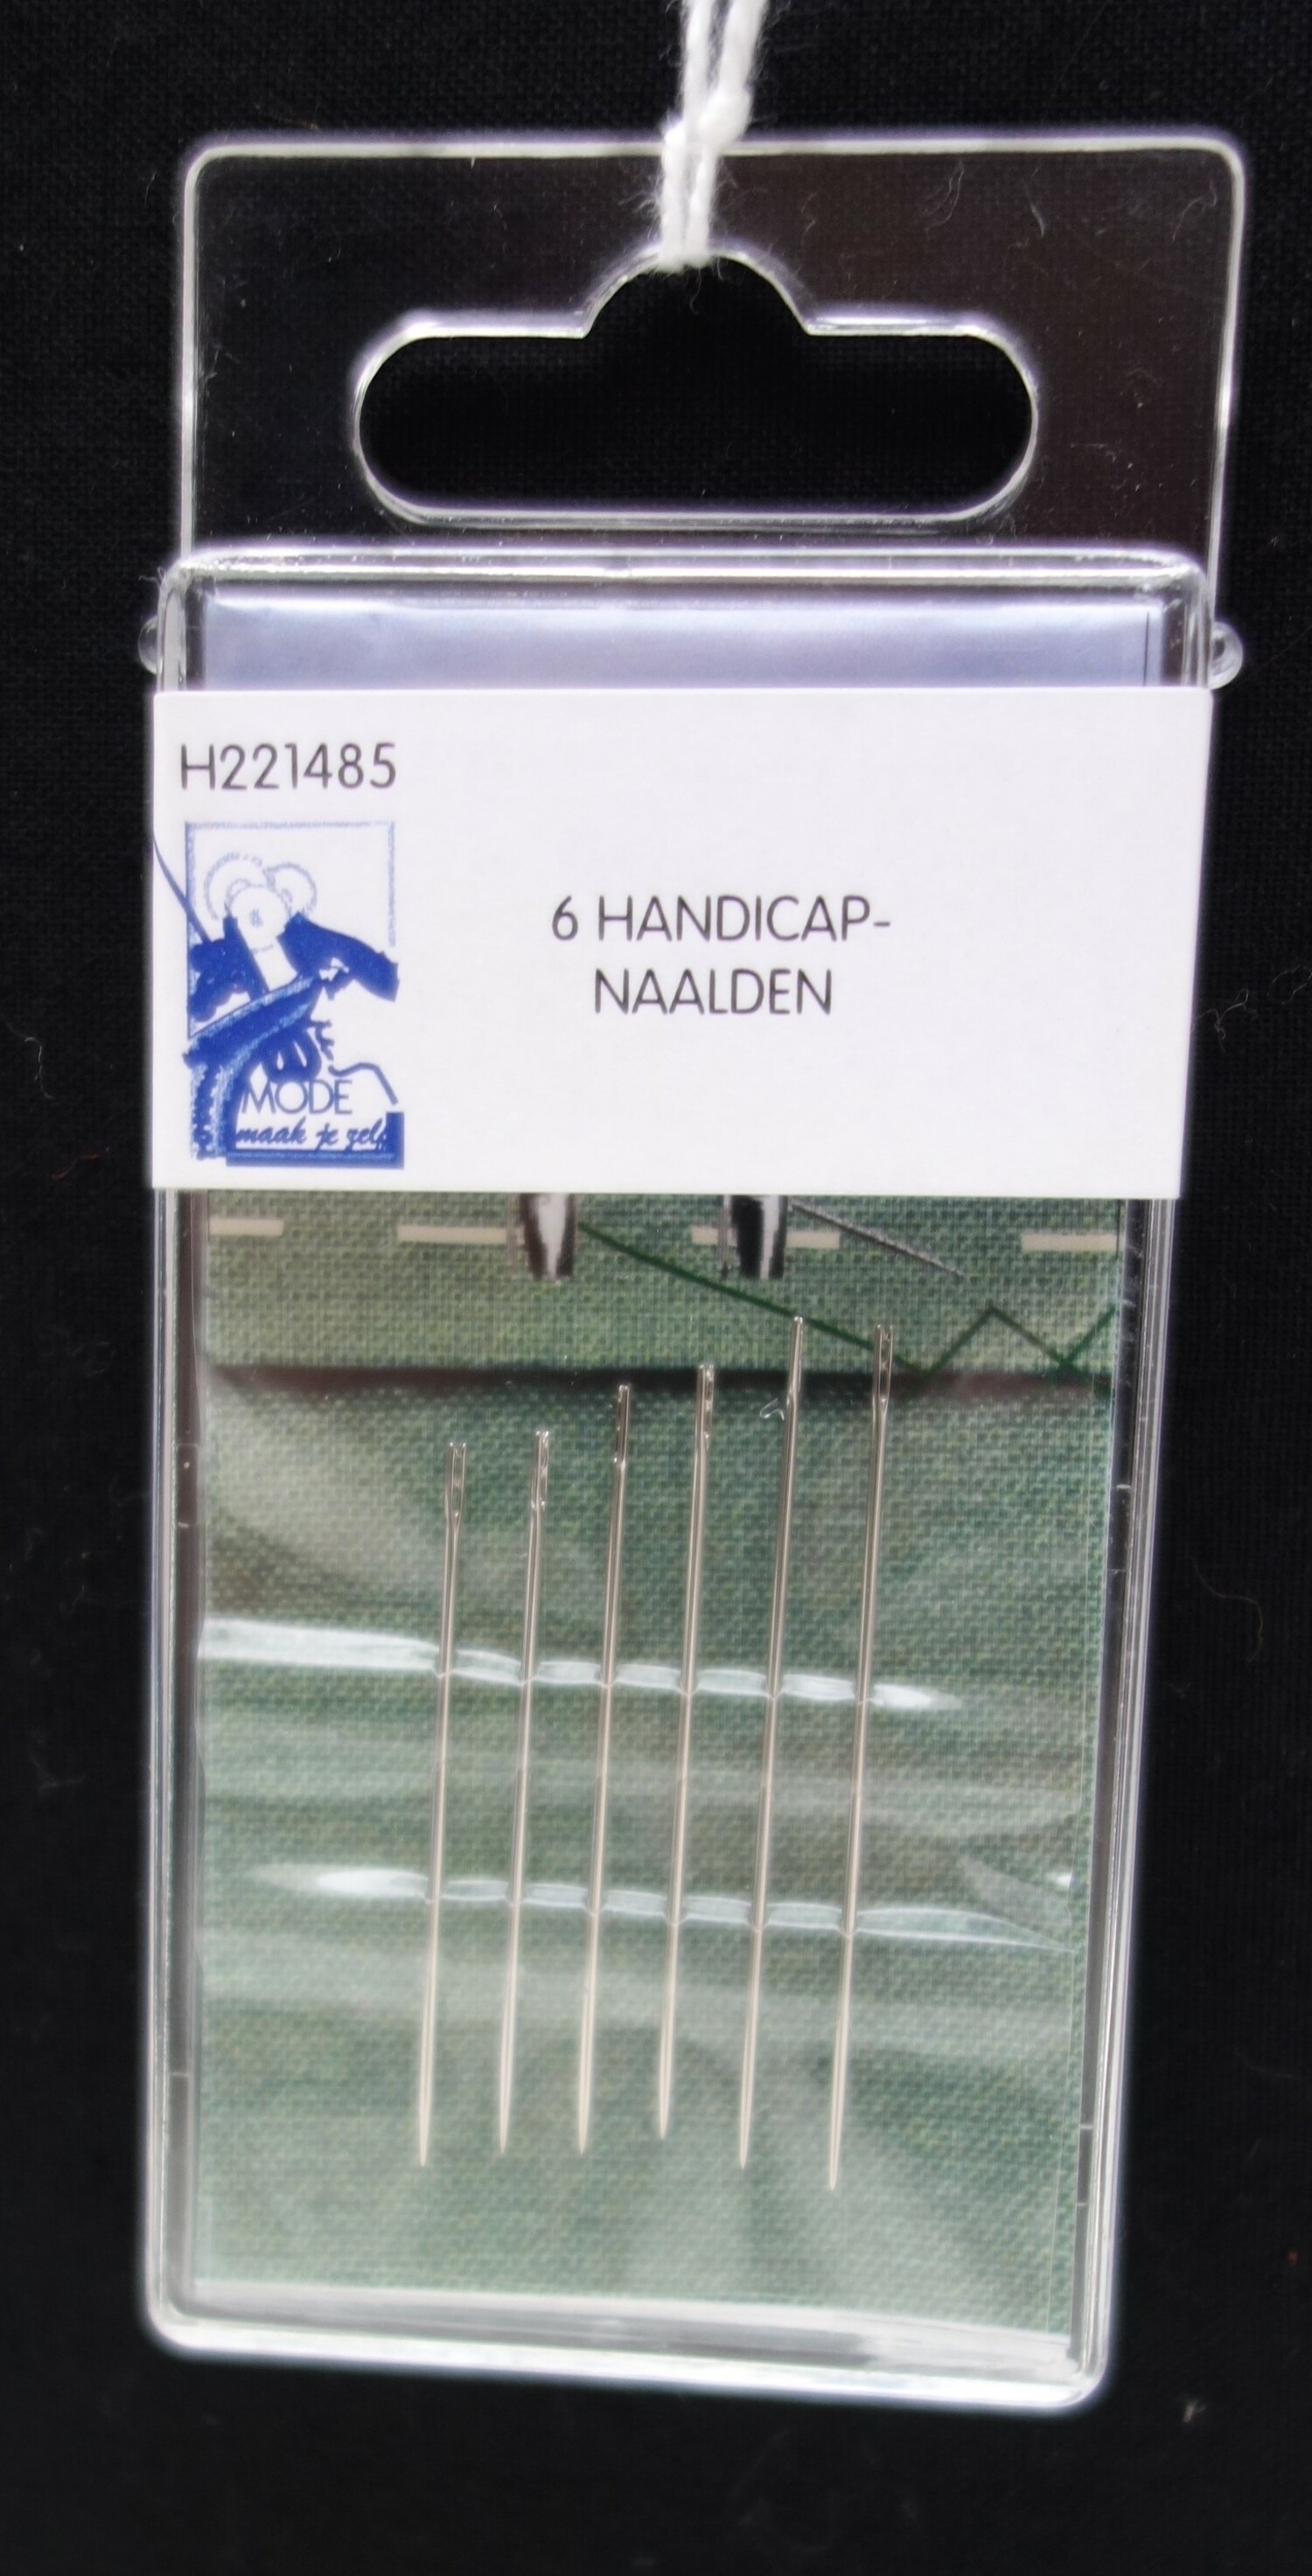 H221485
6 HANDICAP-
NAALDEN
MODE
maak je zelf